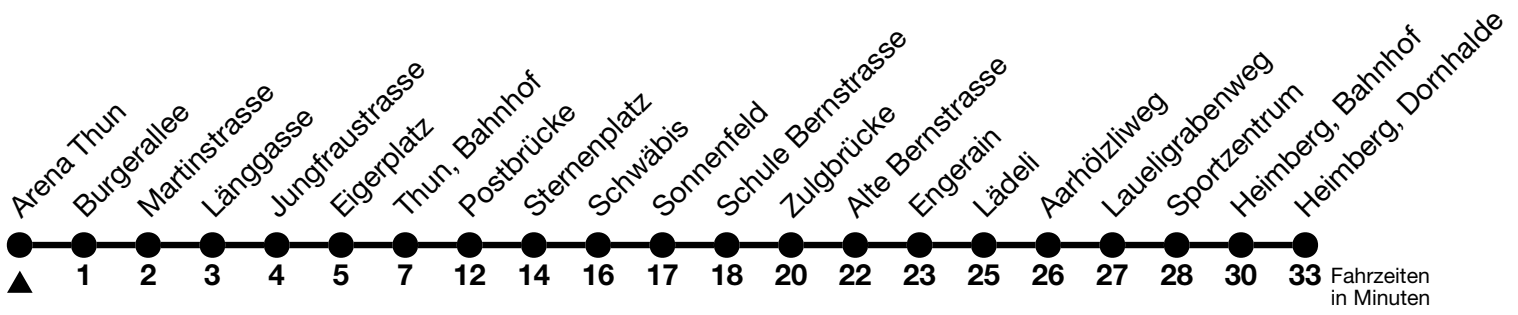 Arena Thun
Burgerallee
Martinstrasse
Länggasse
Jungfraustrasse
Eigerplatz
Thun, Bahnhof
Postbrücke
Sternenplatz
Schwäbis
Sonnenfeld
Schule Bernstrasse
Zulgbrücke
Alte Bernstrasse
Engerain
Lädeli
Aarhölzliweg
Laueligrabenweg
Sportzentrum
Heimberg, Bahnhof
Heimberg, Dornhalde
1 2 3 4 5 7 12 14 16 17 18 20 22 23 25 26 27 28 30 33
Fahrzeiten
in Minuten